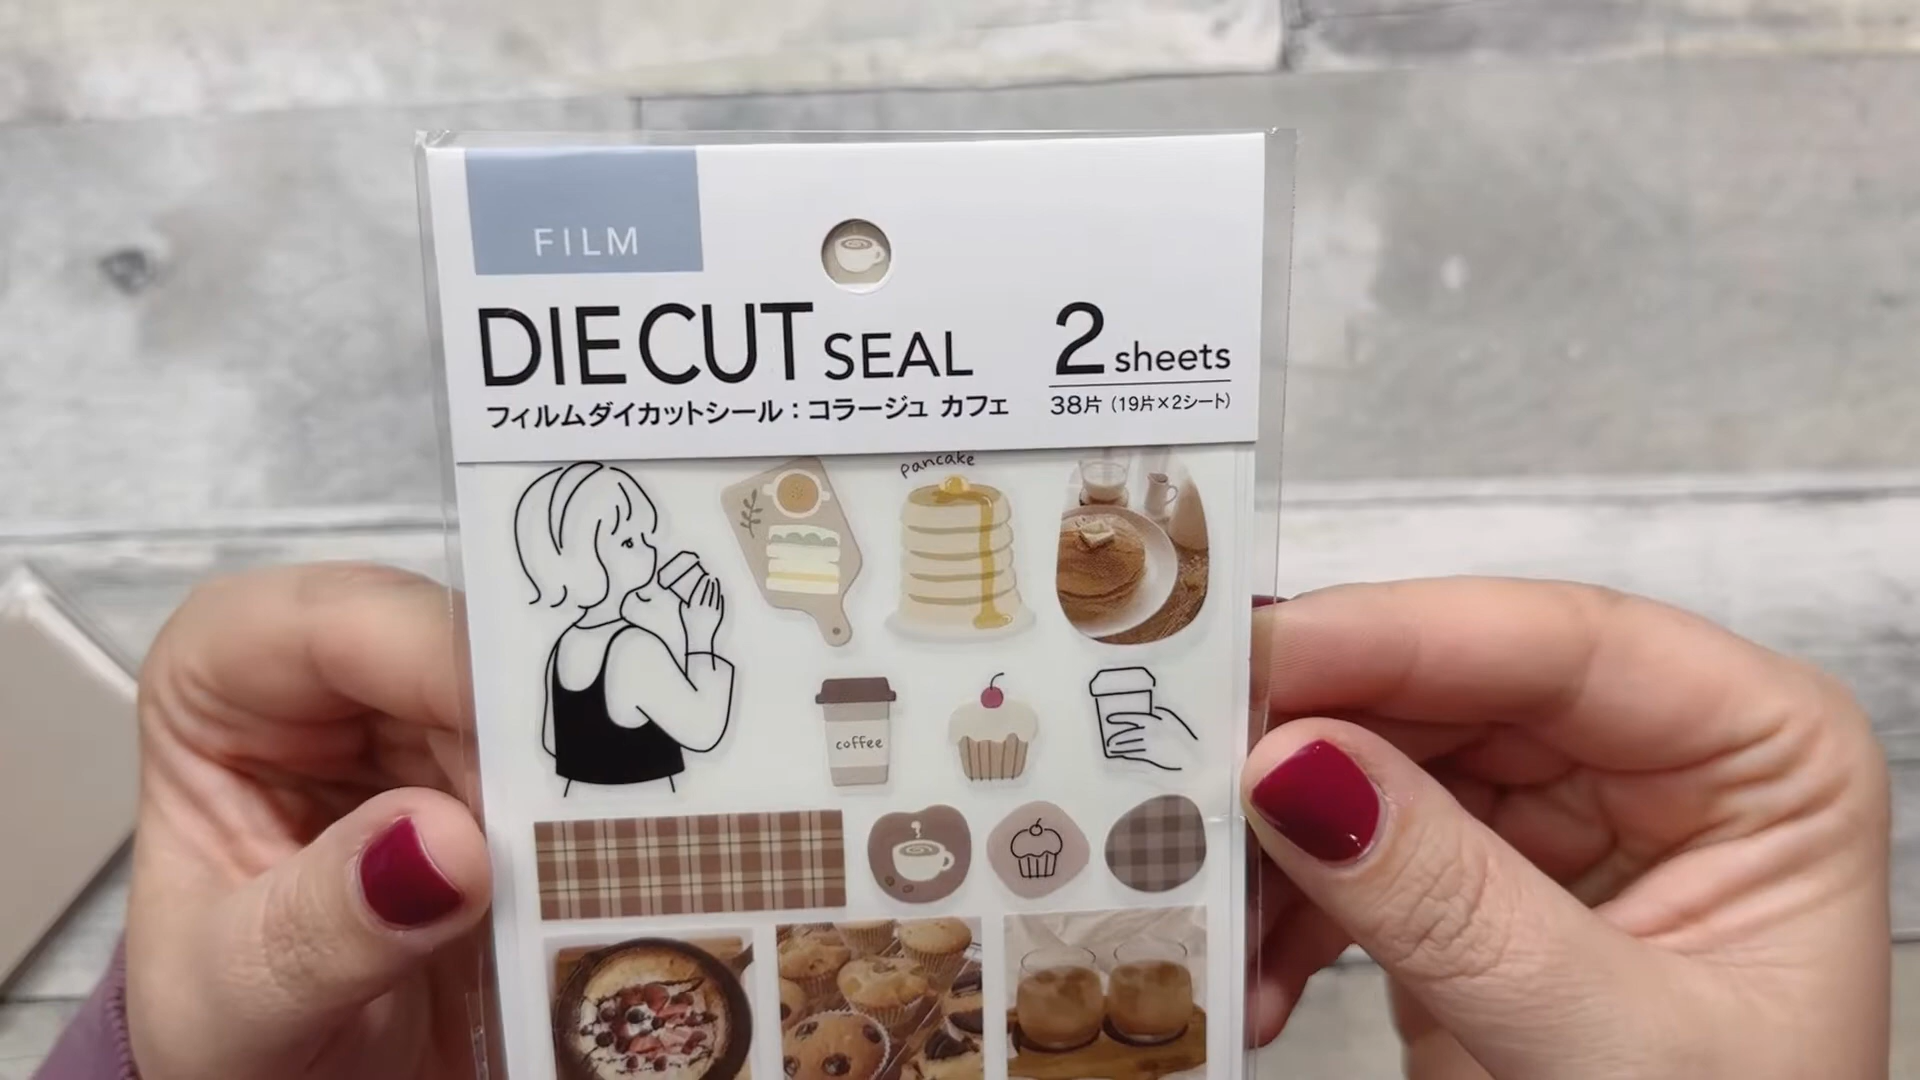 FILM
DIE CUT SEAL
2 sheets
フィルムダイカットシール：コラージュ カフェ
38片（19片×2シート）
pancake
coffee